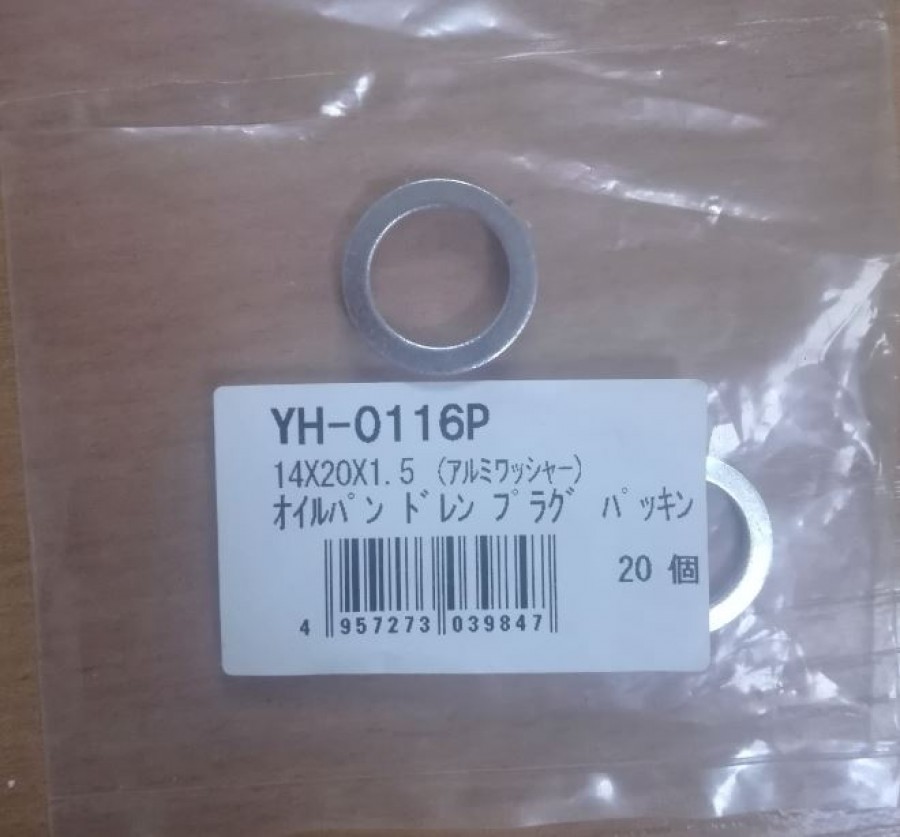 YH-0116P
14X20X1.5 (アルミワッシャー)
オイルパン ドレン プラグ パッキン
20 個
4 957273 039847